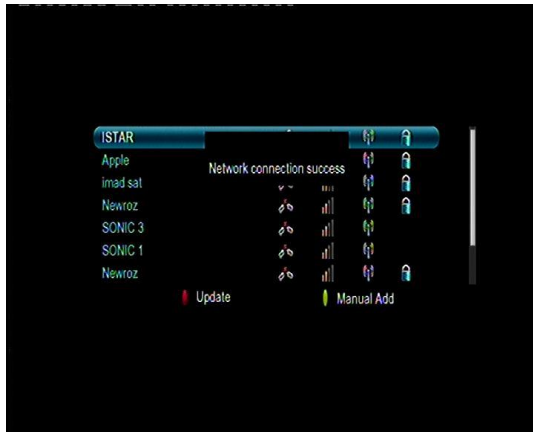 ISTAR
Apple
Network connection success
imad sat
Newroz
SONIC 3
SONIC 1
Newroz
Update
Manual Add